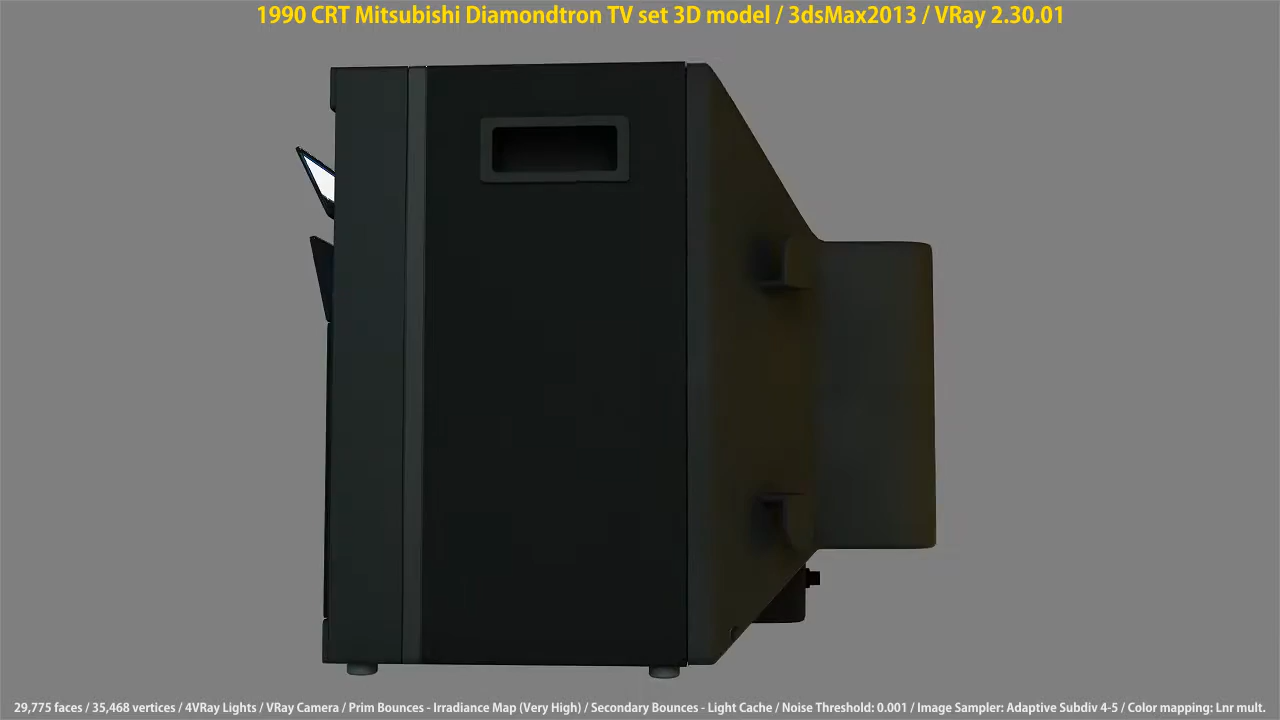 1990 CRT Mitsubishi Diamondtron TV set 3D model / 3dsMax2013 / VRay 2.30.01
29,775 faces / 35,468 vertices / 4VRay Lights / VRay Camera / Prim Bounces - Irradiance Map (Very High) / Secondary Bounces - Light Cache / Noise Threshold: 0.001 / Image Sampler: Adaptive Subdiv 4-5 / Color mapping: Lnr mult.